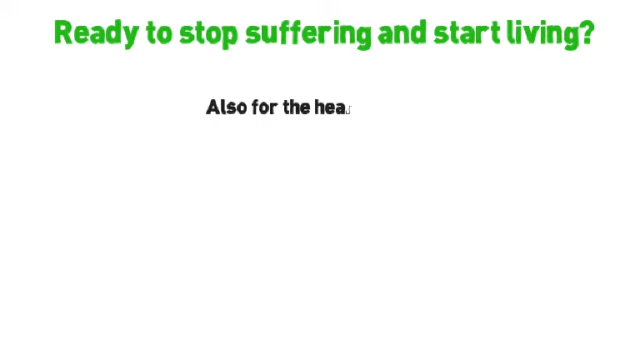 Ready to stop suffering and start living?
Also for the hea